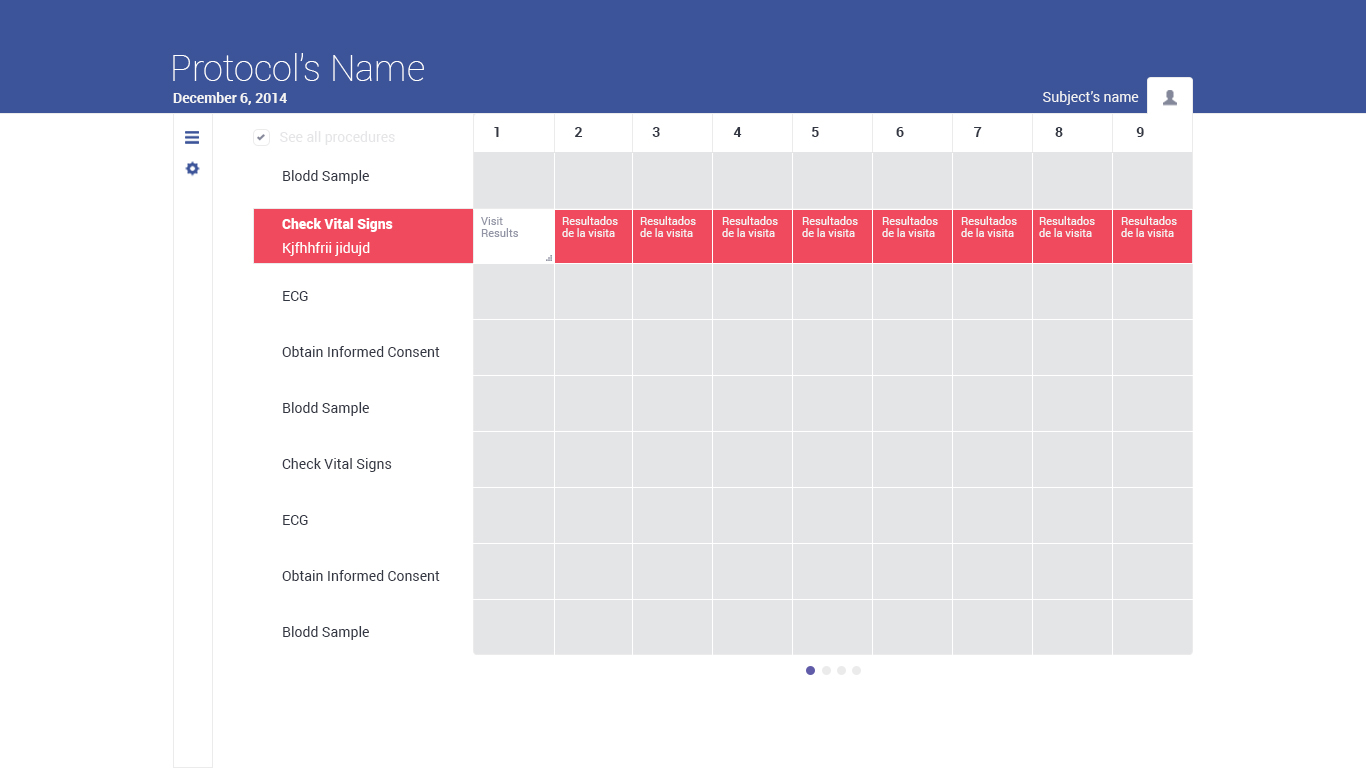 Protocol's Name
December 6, 2014
Subject's name
See all procedures
1 2 3 4 5 6 7 8 9
Blodd Sample
Check Vital Signs
Kjfhhfrii jidujd
Visit
Results
Resultados
de la visita
Resultados
de la visita
Resultados
de la visita
Resultados
de la visita
Resultados
de la visita
Resultados
de la visita
Resultados
de la visita
Resultados
de la visita
ECG
Obtain Informed Consent
Blodd Sample
Check Vital Signs
ECG
Obtain Informed Consent
Blodd Sample